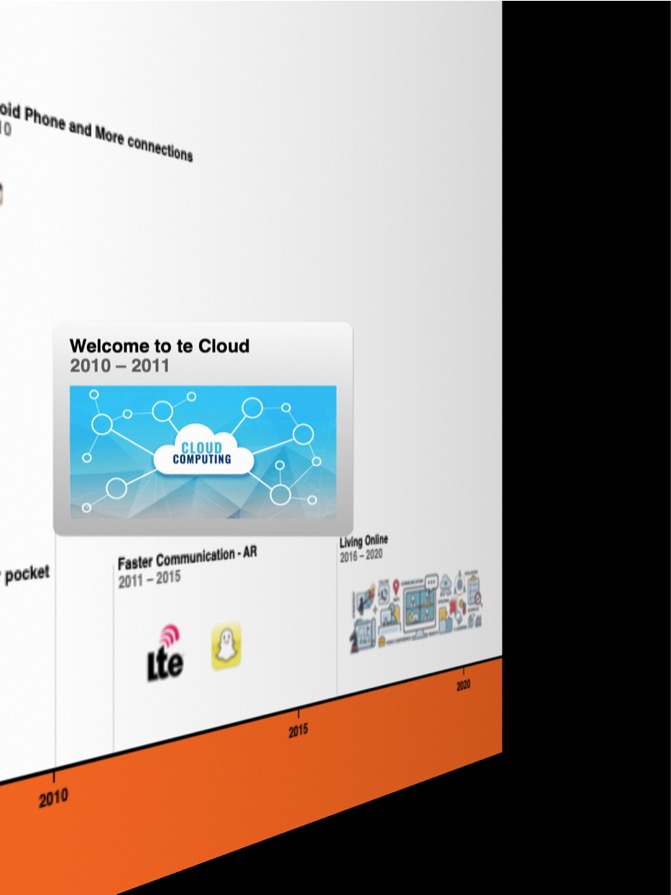 oid Phone and More connections
10
Welcome to te Cloud
2010 – 2011
CLOUD
COMPUTING
pocket
Faster Communication - AR
2011 – 2015
Lte
Living Online
2016 – 2020
2010
2015
2020